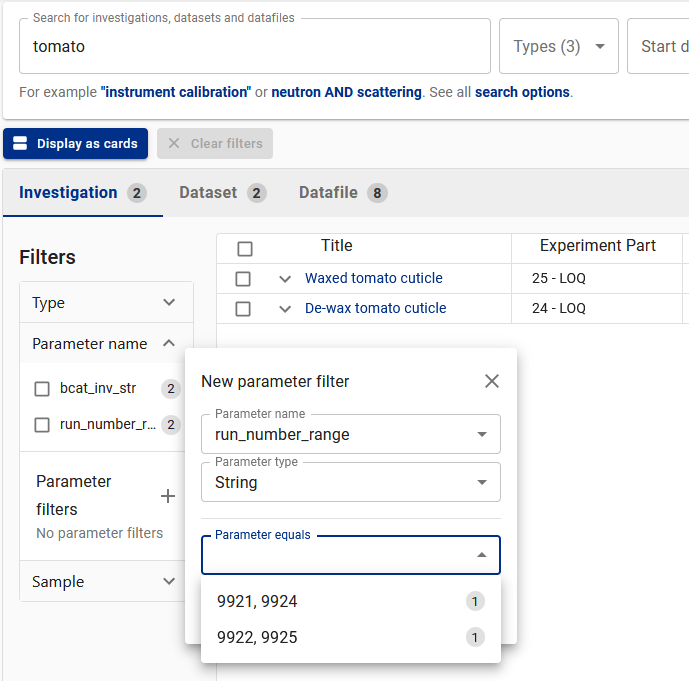 Search for investigations, datasets and datafiles
tomato
Types (3)
Start d
For example "instrument calibration" or neutron AND scattering. See all search options.
Display as cards
Clear filters
Investigation 2
Dataset 2
Datafile 8
Filters
Title
Experiment Part
Waxed tomato cuticle
25 - LOQ
De-wax tomato cuticle
24 - LOQ
Type
Parameter name
bcat_inv_str 2
run_number_r... 2
Parameter
filters
No parameter filters
Sample
New parameter filter
Parameter name
run_number_range
Parameter type
String
Parameter equals
9921, 9924 1
9922, 9925 1